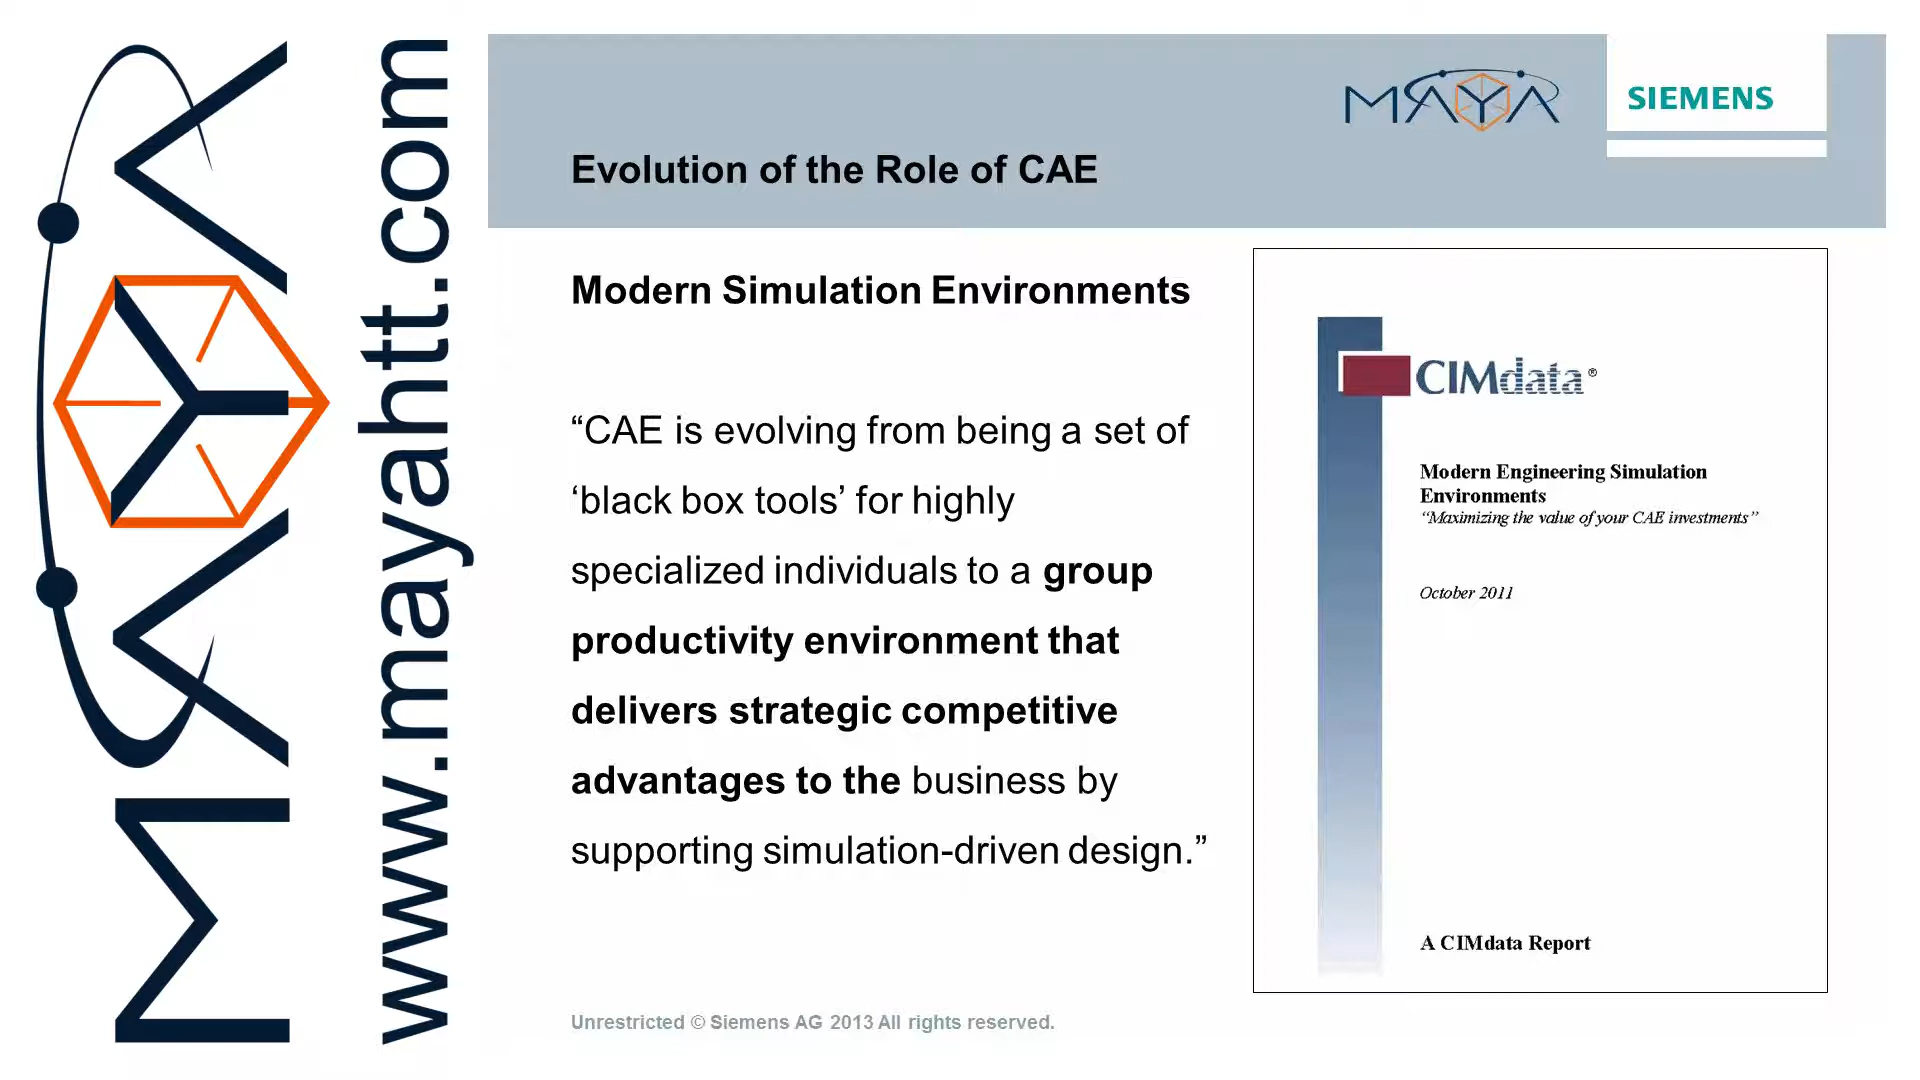 MAYA
www.mayahtt.com
MAYA
SIEMENS
Evolution of the Role of CAE
Modern Simulation Environments
“CAE is evolving from being a set of
‘black box tools’ for highly
specialized individuals to a group
productivity environment that
delivers strategic competitive
advantages to the business by
supporting simulation-driven design.”
CIMdata®
Modern Engineering Simulation
Environments
“Maximizing the value of your CAE investments”
October 2011
A CIMdata Report
Unrestricted © Siemens AG 2013 All rights reserved.